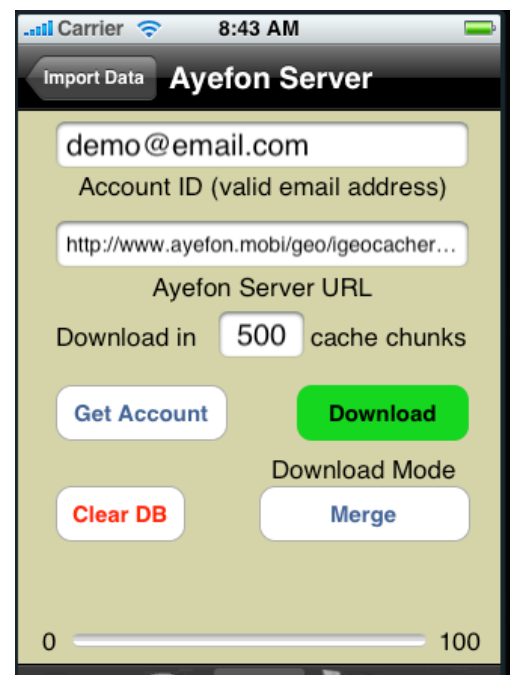 Carrier 8:43 AM
Import Data Ayefon Server
demo@email.com
Account ID (valid email address)
http://www.ayefon.mobi/geo/igeocacher...
Ayefon Server URL
Download in 500 cache chunks
Get Account Download
Download Mode
Clear DB Merge
0 100